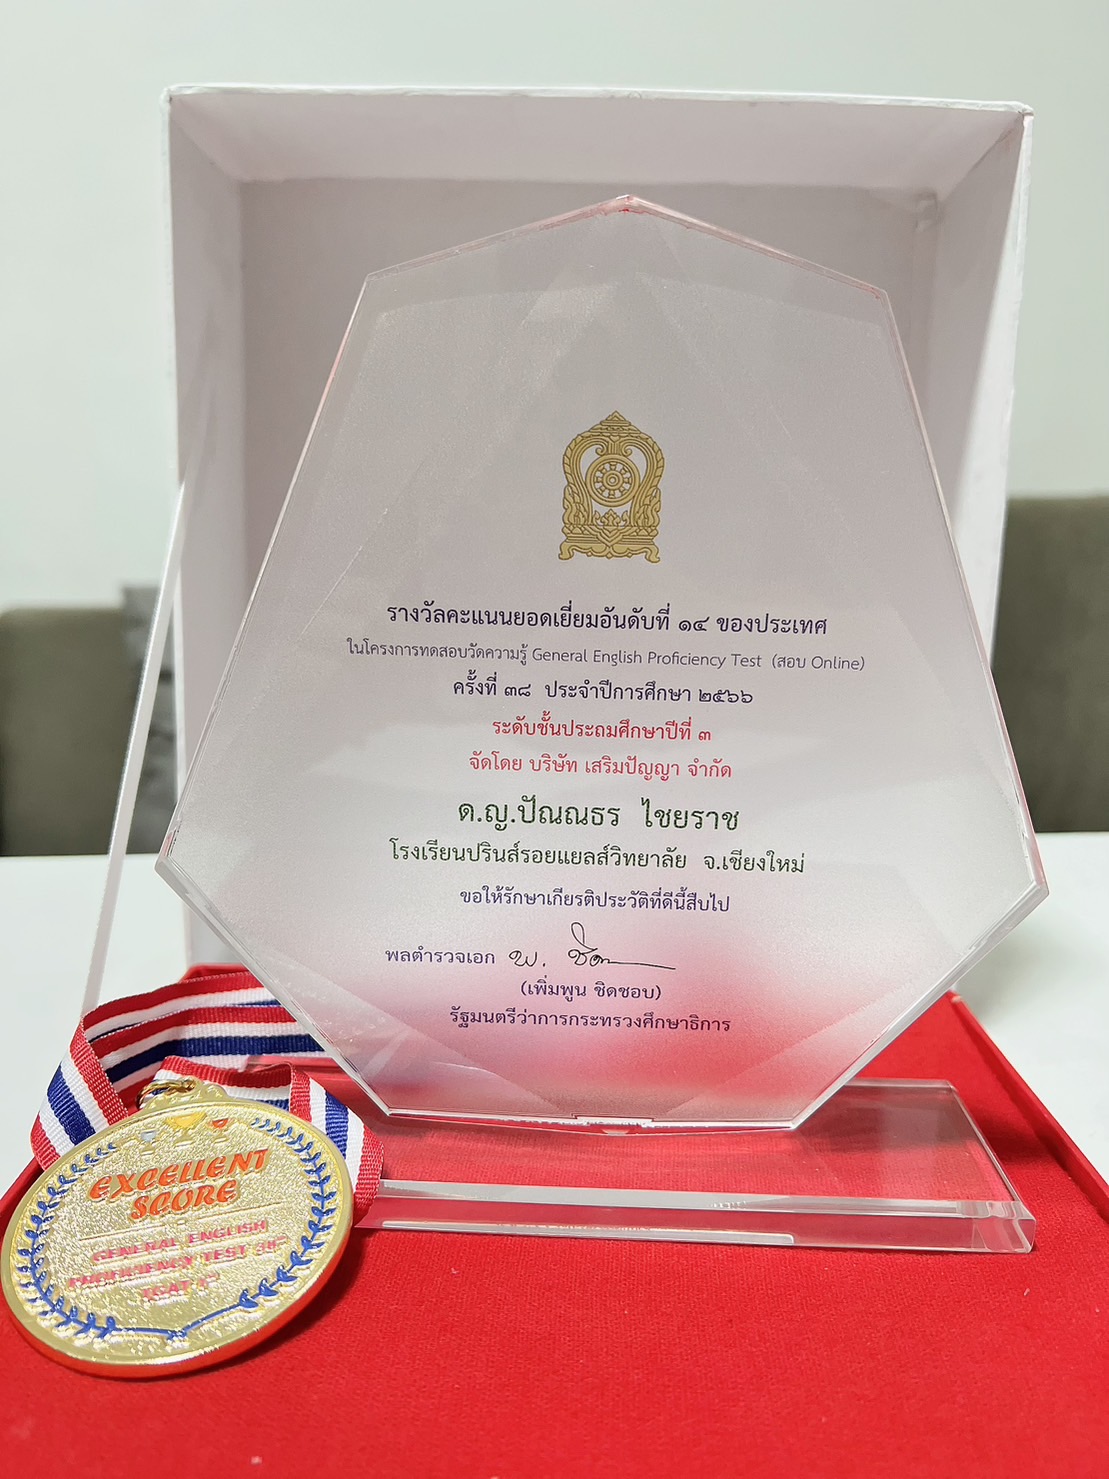 รางวัลคะแนนยอดเยี่ยมอันดับที่ ๑๔ ของประเทศ
ในโครงการทดสอบวัดความรู้ General English Proficiency Test (สอบ Online)
ครั้งที่ ๓๘ ประจำปีการศึกษา ๒๕๖๖
ระดับชั้นประถมศึกษาปีที่ ๓
จัดโดย บริษัท เสริมปัญญา จำกัด
ด.ญ.ปัณณธร ไชยราช
โรงเรียนปรินส์รอยแยลส์วิทยาลัย จ.เชียงใหม่
ขอให้รักษาเกียรติประวัติที่ดีนี้สืบไป
พลตำรวจเอก
(เพิ่มพูน ชิดชอบ)
รัฐมนตรีว่าการกระทรวงศึกษาธิการ
EXCELLENT
SCORE
GENERAL ENGLISH
PROFICIENCY TEST